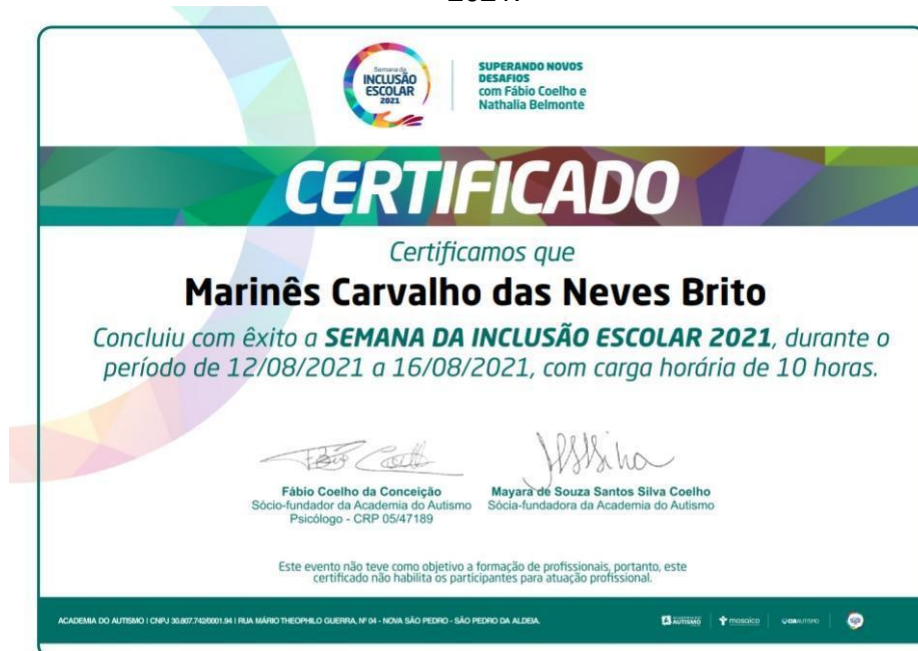 2021.
Semana da
INCLUSÃO
ESCOLAR
2021
SUPERANDO NOVOS
DESAFIOS
com Fábio Coelho e
Nathalia Belmonte
CERTIFICADO
Certificamos que
Marinês Carvalho das Neves Brito
Concluiu com êxito a SEMANA DA INCLUSÃO ESCOLAR 2021, durante o
período de 12/08/2021 a 16/08/2021, com carga horária de 10 horas.
Fábio Coelho da Conceição
Sócio-fundador da Academia do Autismo
Psicólogo - CRP 05/47189
Mayara de Souza Santos Silva Coelho
Sócia-fundadora da Academia do Autismo
Este evento não teve como objetivo a formação de profissionais, portanto, este
certificado não habilita os participantes para atuação profissional.
ACADEMIA DO AUTISMO | CNPJ 30.807.742/0001.94 | RUA MÁRIO THEOPHILO GUERRA, Nº 04 - NOVA SÃO PEDRO - SÃO PEDRO DA ALDEIA.
AUTISMO
mosaico